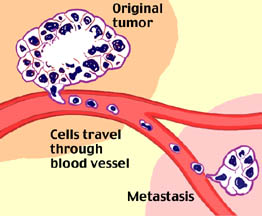 Original
tumor
Cells travel
through
blood vessel
Metastasis